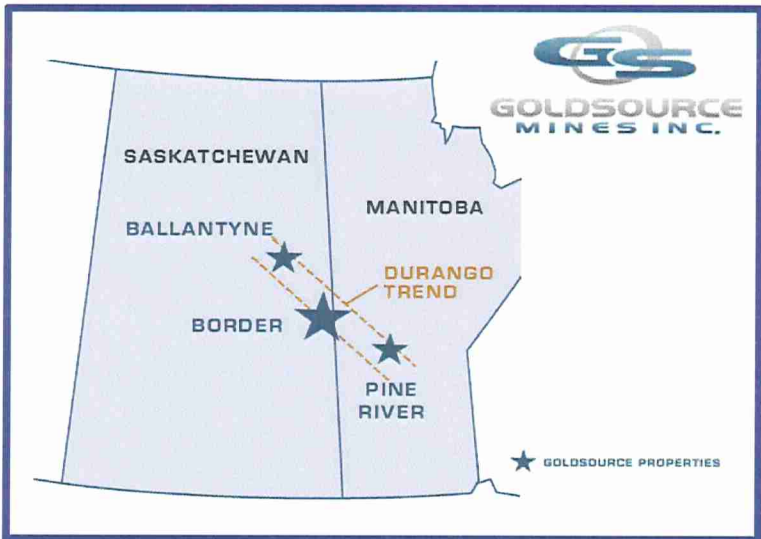 GS
GOLDSOURCE
MINES INC.
SASKATCHEWAN
MANITOBA
BALLANTYNE
DURANGO
TREND
BORDER
PINE
RIVER
GOLDSOURCE PROPERTIES